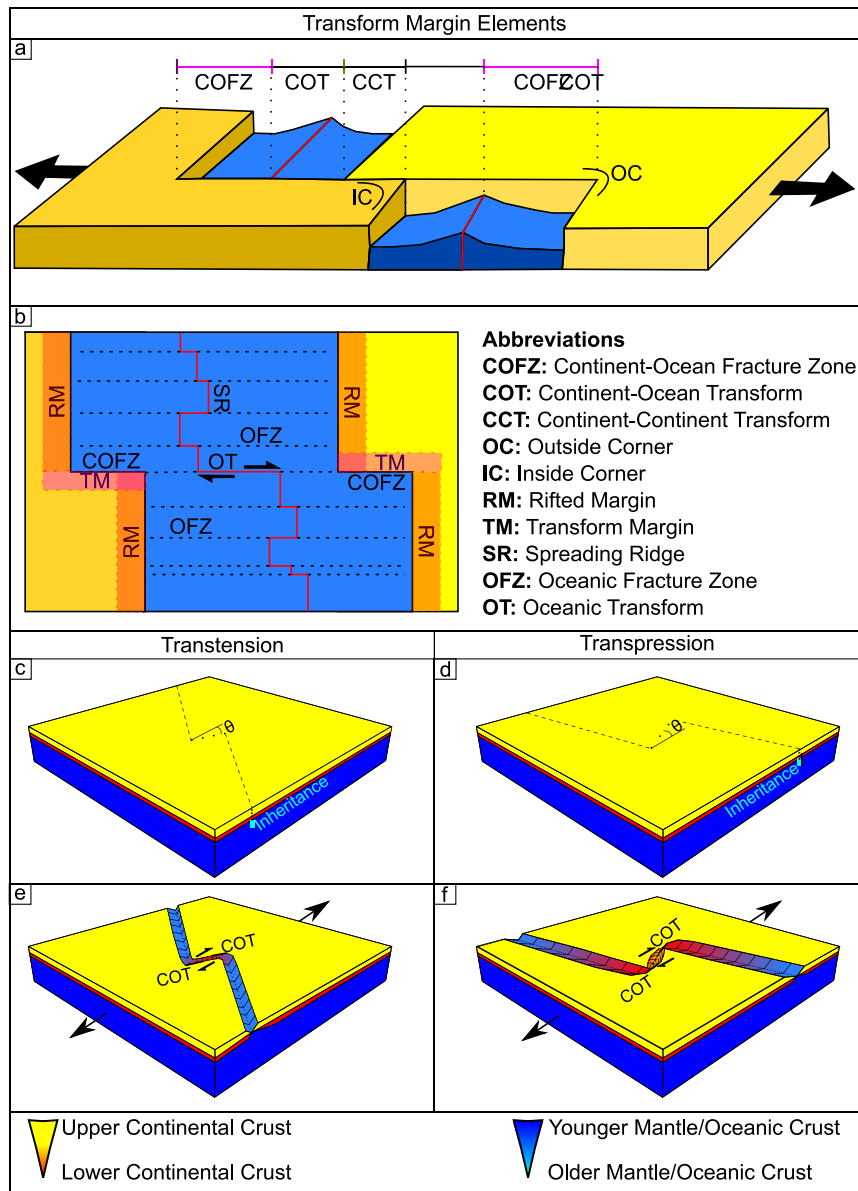 Transform Margin Elements
a
COFZ COT CCT COFZ COT
IC OC
b
RM SR RM
OFZ
COFZ OT TM
TM COFZ
OFZ
RM RM
Abbreviations
COFZ: Continent-Ocean Fracture Zone
COT: Continent-Ocean Transform
CCT: Continent-Continent Transform
OC: Outside Corner
IC: Inside Corner
RM: Rifted Margin
TM: Transform Margin
SR: Spreading Ridge
OFZ: Oceanic Fracture Zone
OT: Oceanic Transform
Transtension Transpression
c
θ
Inheritance
d
θ
Inheritance
e
COT
COT
f
COT
COT
Upper Continental Crust
Lower Continental Crust
Younger Mantle/Oceanic Crust
Older Mantle/Oceanic Crust